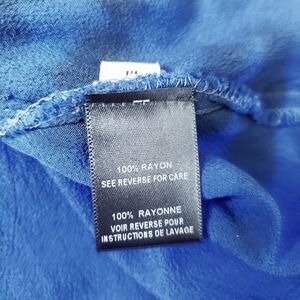 100% RAYON
SEE REVERSE FOR CARE
100% RAYONNE
VOIR REVERSE POUR
INSTRUCTIONS DE LAVAGE